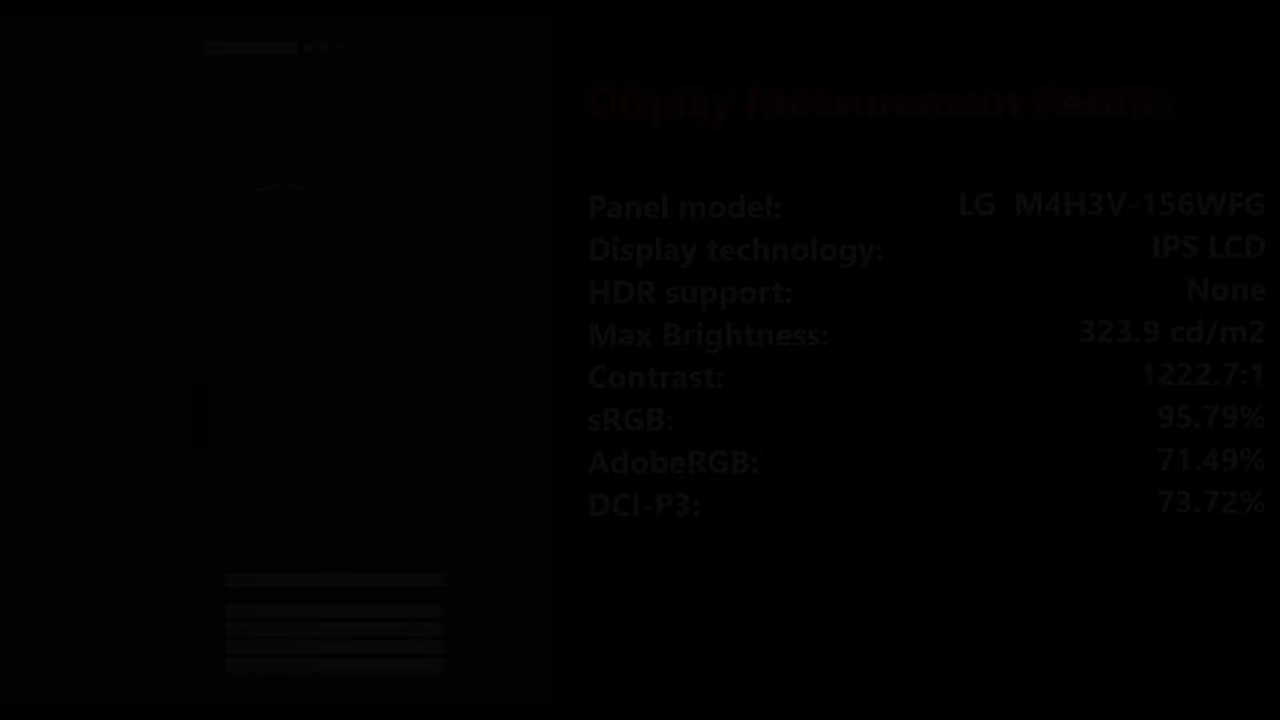 Display Measurement Results
Panel model: LG M4H3V-156WFG
Display technology: IPS LCD
HDR support: None
Max Brightness: 323.9 cd/m2
Contrast: 1222.7:1
sRGB: 95.79%
AdobeRGB: 71.49%
DCI-P3: 73.72%